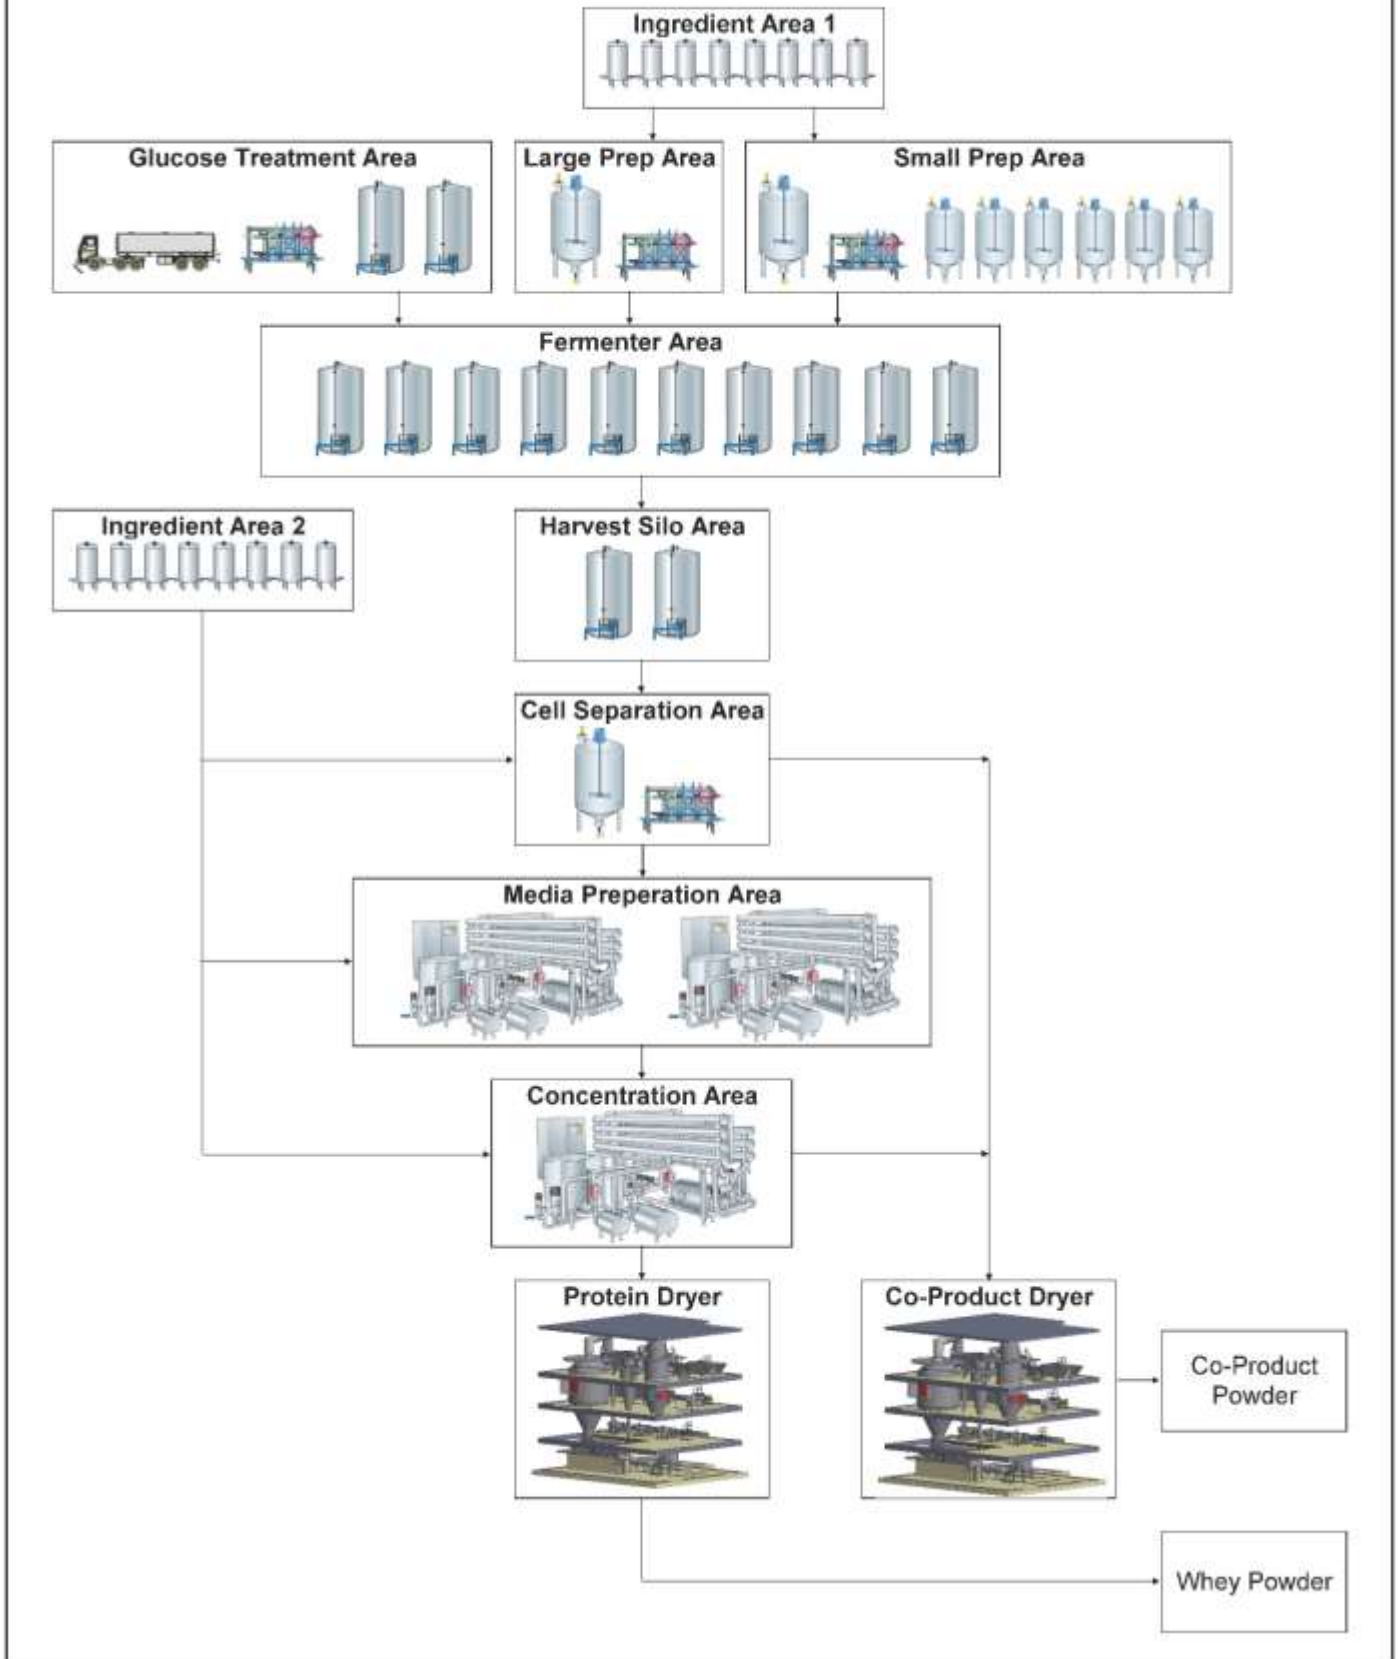 Ingredient Area 1
Glucose Treatment Area
Large Prep Area
Small Prep Area
Fermenter Area
Ingredient Area 2
Harvest Silo Area
Cell Separation Area
Media Preperation Area
Concentration Area
Protein Dryer
Co-Product Dryer
Co-Product
Powder
Whey Powder